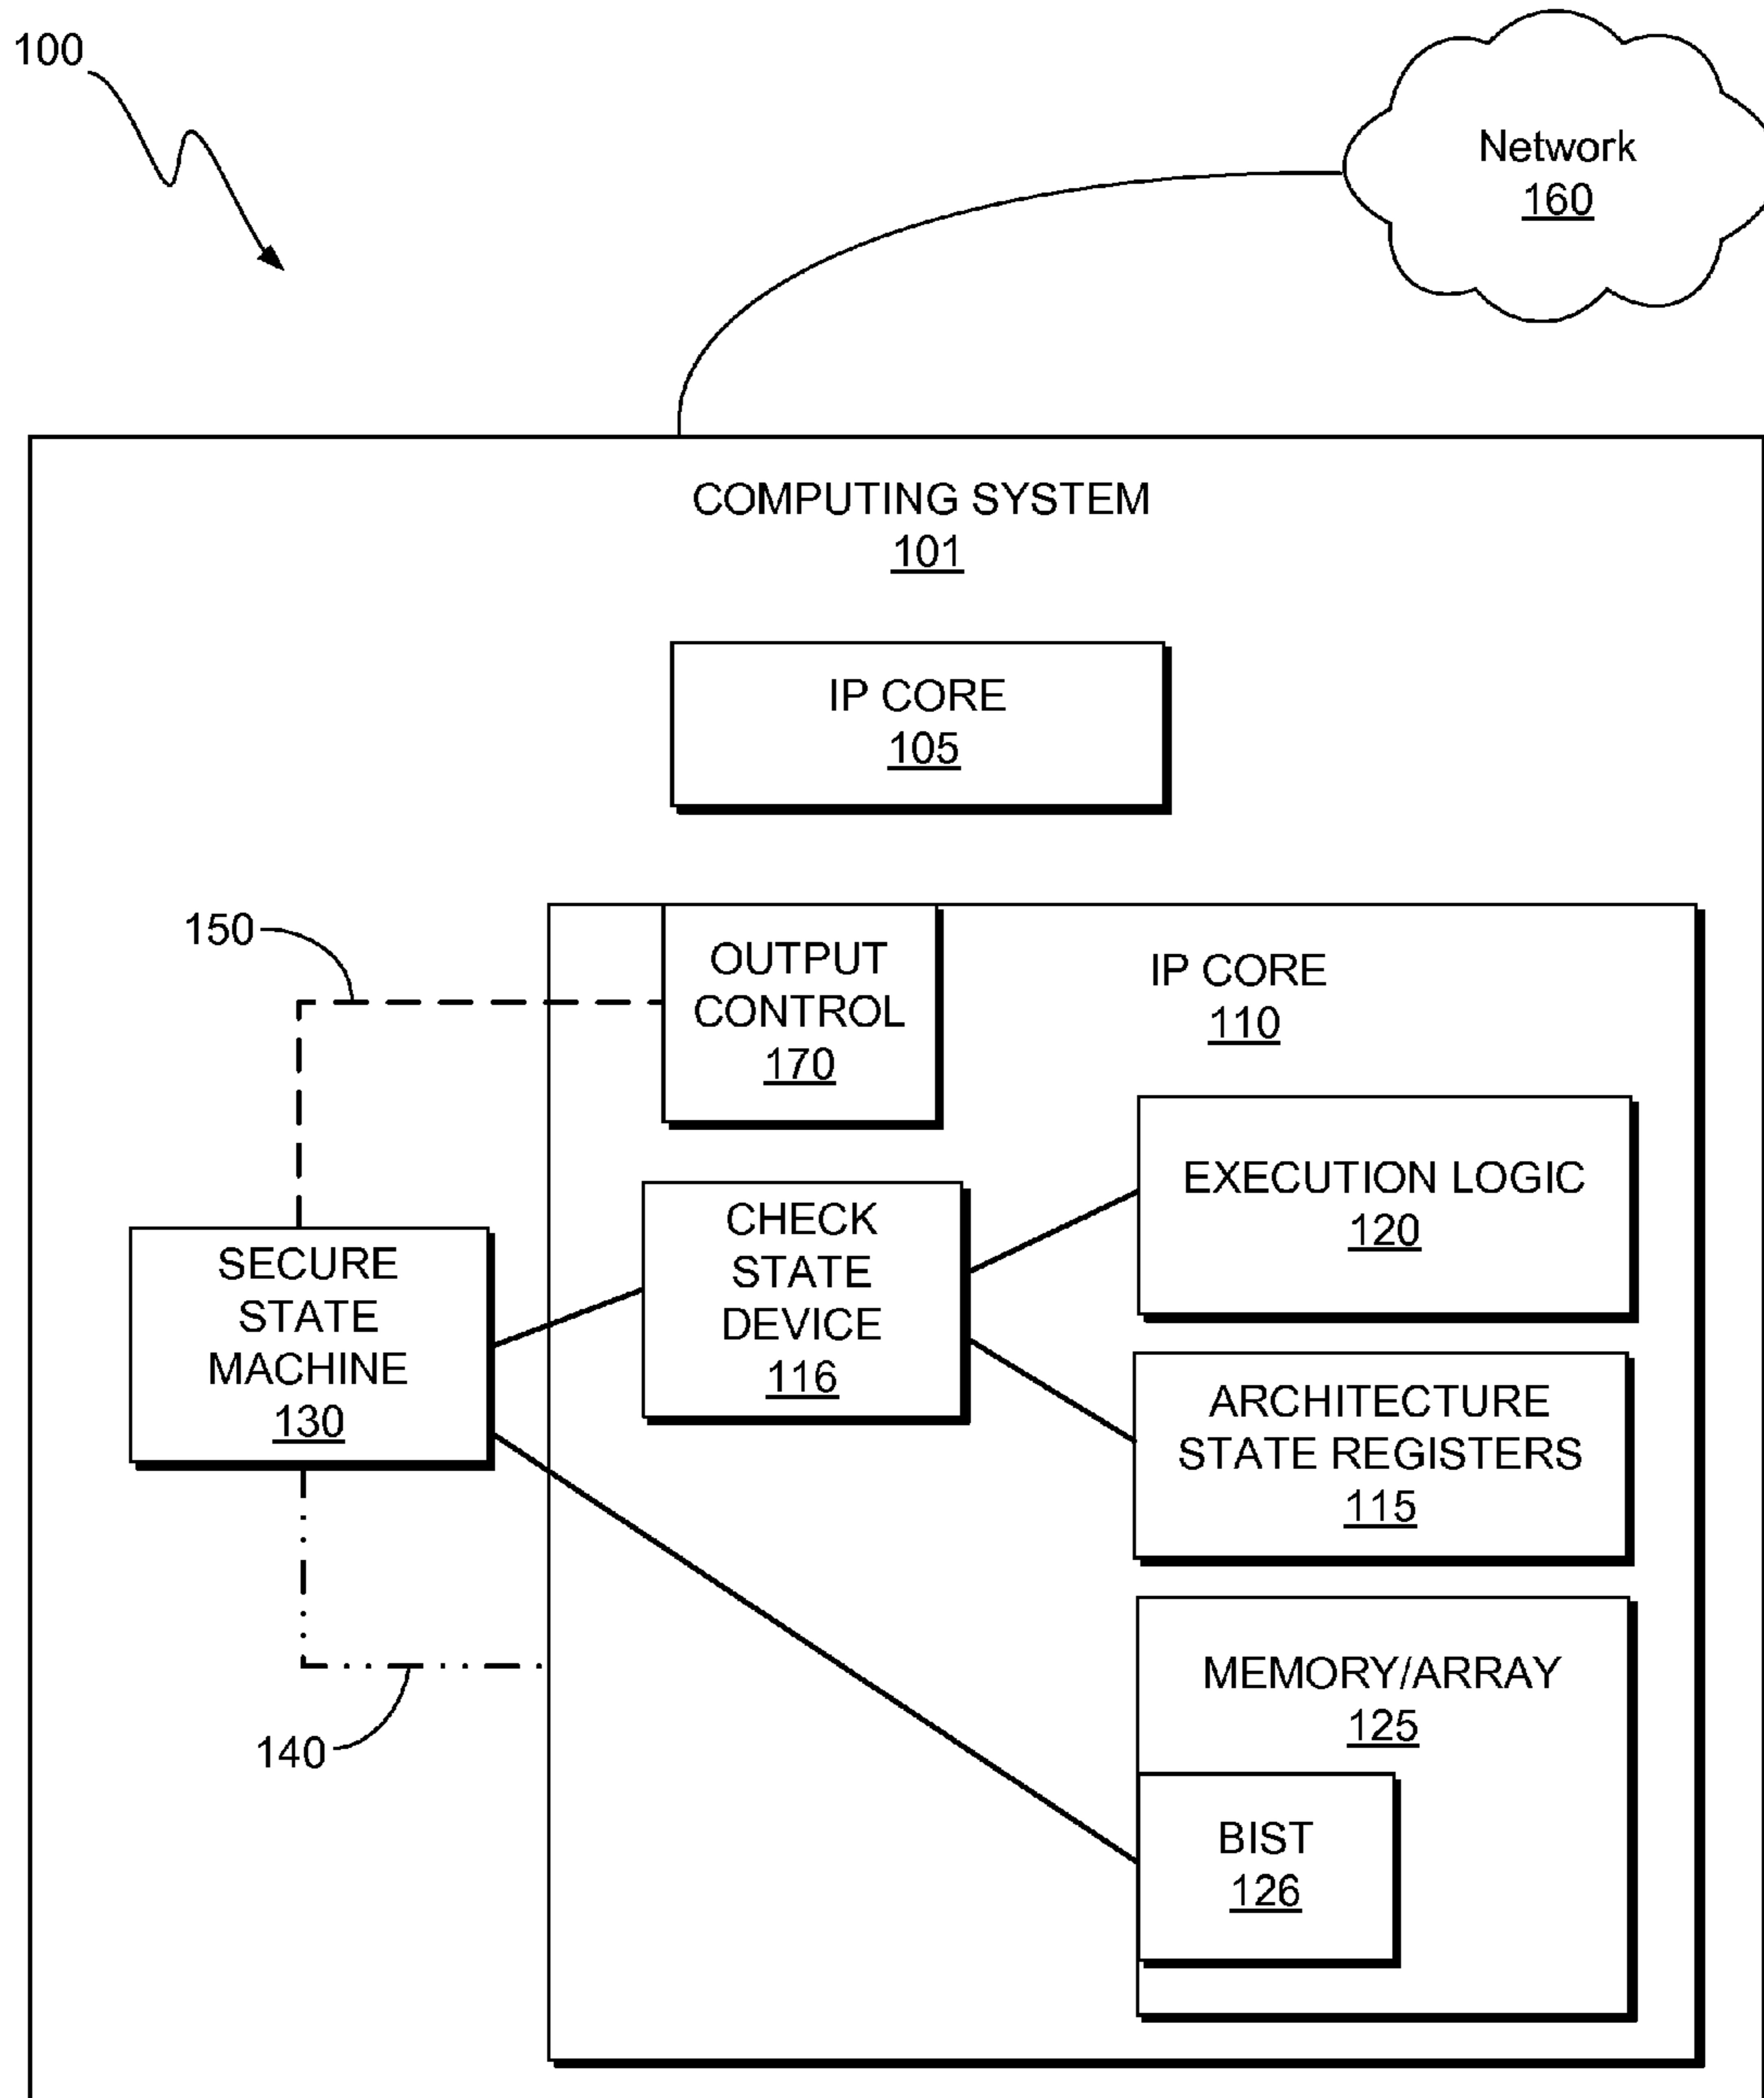 100
Network
160
COMPUTING SYSTEM
101
IP CORE
105
150
OUTPUT
CONTROL
170
IP CORE
110
EXECUTION LOGIC
120
CHECK
STATE
DEVICE
116
SECURE
STATE
MACHINE
130
ARCHITECTURE
STATE REGISTERS
115
140
MEMORY/ARRAY
125
BIST
126